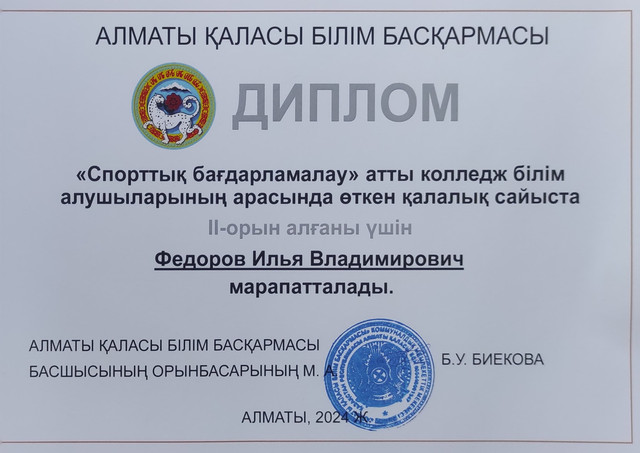 АЛМАТЫ ҚАЛАСЫ БІЛІМ БАСҚАРМАСЫ
ДИПЛОМ
«Спорттық бағдарламалау» атты колледж білім
алушыларының арасында өткен қалалық сайыста
II-орын алғаны үшін
Федоров Илья Владимирович
марапатталады.
АЛМАТЫ ҚАЛАСЫ БІЛІМ БАСҚАРМАСЫ
БАСШЫСЫНЫҢ ОРЫНБАСАРЫНЫҢ М. А
Б.У. БИЕКОВА
АЛМАТЫ, 2024 Ж